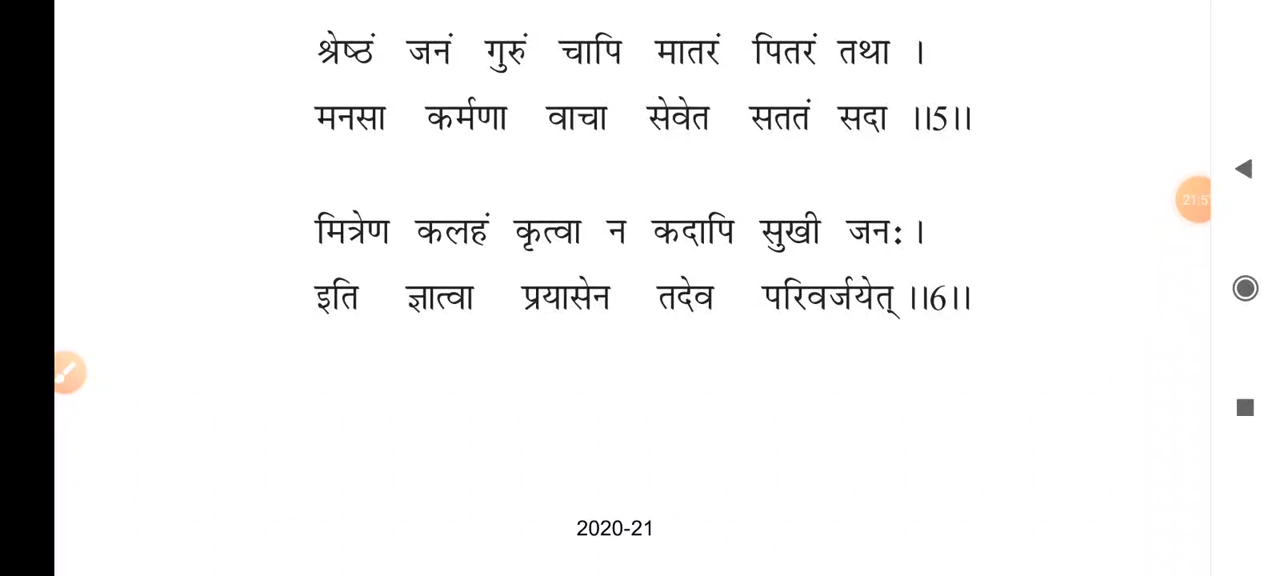 श्रेष्ठं जनं गुरुं चापि मातरं पितरं तथा ।
मनसा कर्मणा वाचा सेवेत सततं सदा ।।5।।
मित्रेण कलहं कृत्वा न कदापि सुखी जनः ।
इति ज्ञात्वा प्रयासेन तदेव परिवर्जयेत् ।।6।।
2020-21